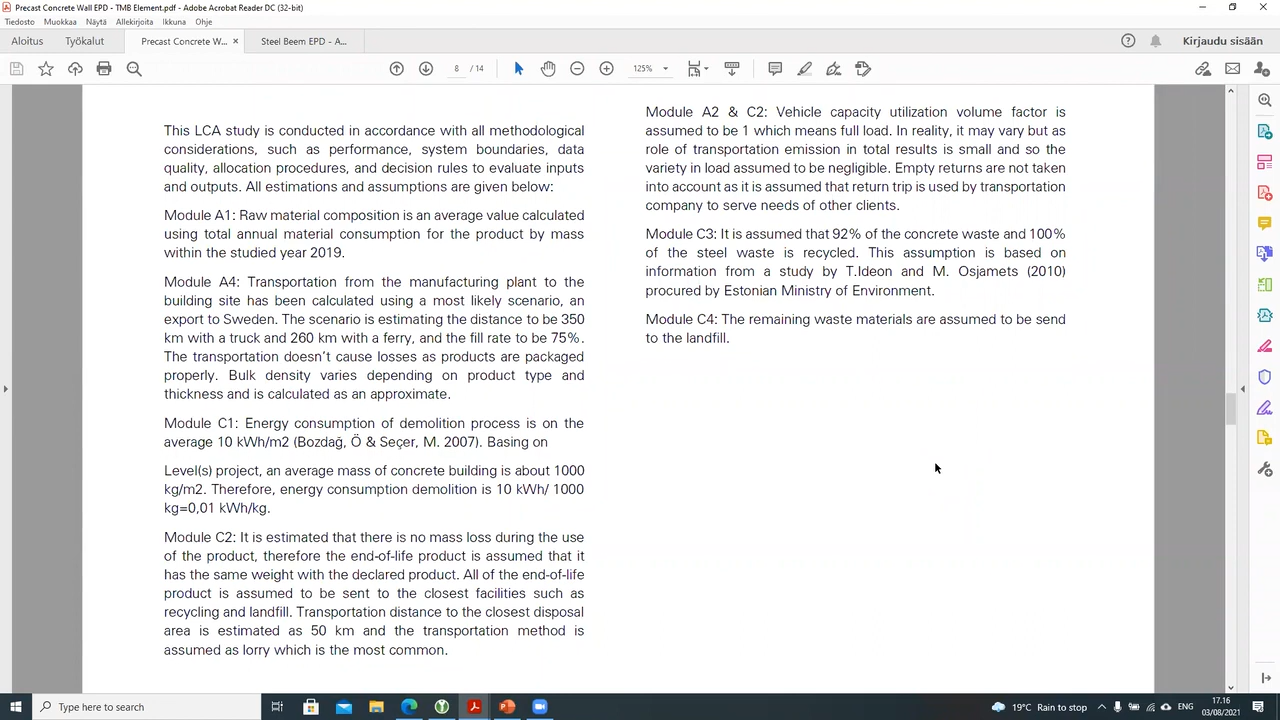 Precast Concrete Wall EPD - TMB Element.pdf - Adobe Acrobat Reader DC (32-bit)
Tiedosto Muokkaa Näytä Allekirjoita Ikkuna Ohje
Aloitus Työkalut Precast Concrete W... × Steel Beem EPD - A... Kirjaudu sisään
8 / 14 125%
This LCA study is conducted in accordance with all methodological
considerations, such as performance, system boundaries, data
quality, allocation procedures, and decision rules to evaluate inputs
and outputs. All estimations and assumptions are given below:
Module A1: Raw material composition is an average value calculated
using total annual material consumption for the product by mass
within the studied year 2019.
Module A4: Transportation from the manufacturing plant to the
building site has been calculated using a most likely scenario, an
export to Sweden. The scenario is estimating the distance to be 350
km with a truck and 260 km with a ferry, and the fill rate to be 75%.
The transportation doesn't cause losses as products are packaged
properly. Bulk density varies depending on product type and
thickness and is calculated as an approximate.
Module C1: Energy consumption of demolition process is on the
average 10 kWh/m2 (Bozdağ, Ö & Seçer, M. 2007). Basing on
Level(s) project, an average mass of concrete building is about 1000
kg/m2. Therefore, energy consumption demolition is 10 kWh/ 1000
kg=0,01 kWh/kg.
Module C2: It is estimated that there is no mass loss during the use
of the product, therefore the end-of-life product is assumed that it
has the same weight with the declared product. All of the end-of-life
product is assumed to be sent to the closest facilities such as
recycling and landfill. Transportation distance to the closest disposal
area is estimated as 50 km and the transportation method is
assumed as lorry which is the most common.
Module A2 & C2: Vehicle capacity utilization volume factor is
assumed to be 1 which means full load. In reality, it may vary but as
role of transportation emission in total results is small and so the
variety in load assumed to be negligible. Empty returns are not taken
into account as it is assumed that return trip is used by transportation
company to serve needs of other clients.
Module C3: It is assumed that 92% of the concrete waste and 100%
of the steel waste is recycled. This assumption is based on
information from a study by T.Ideon and M. Osjamets (2010)
procured by Estonian Ministry of Environment.
Module C4: The remaining waste materials are assumed to be send
to the landfill.
Type here to search
19°C Rain to stop ENG 17.16
03/08/2021